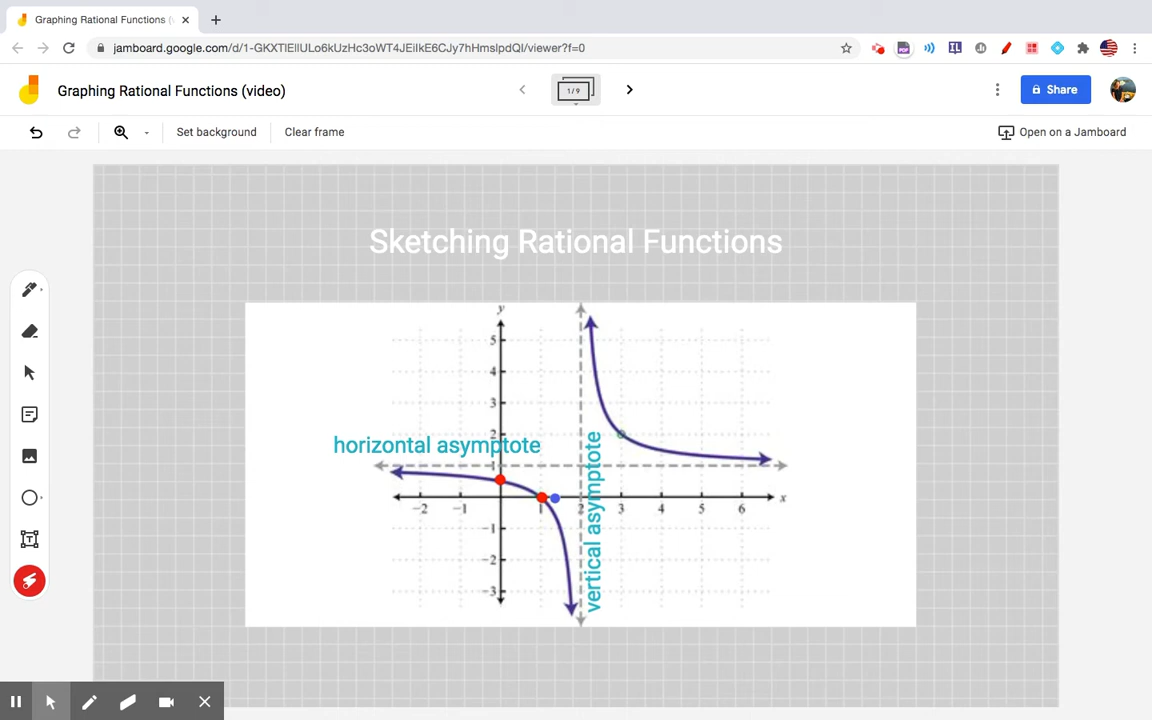 Graphing Rational Functions (
jamboard.google.com/d/1-GKXTIEIlULo6kUzHc3oWT4JEiIkE6CJy7hHmslpdQI/viewer?f=0
Graphing Rational Functions (video)
1/9
Share
Set background
Clear frame
Open on a Jamboard
Sketching Rational Functions
y
5
4
3
2
horizontal asymptote
1
-2 -1 1 2 3 4 5 6 x
vertical asymptote
-1
-2
-3